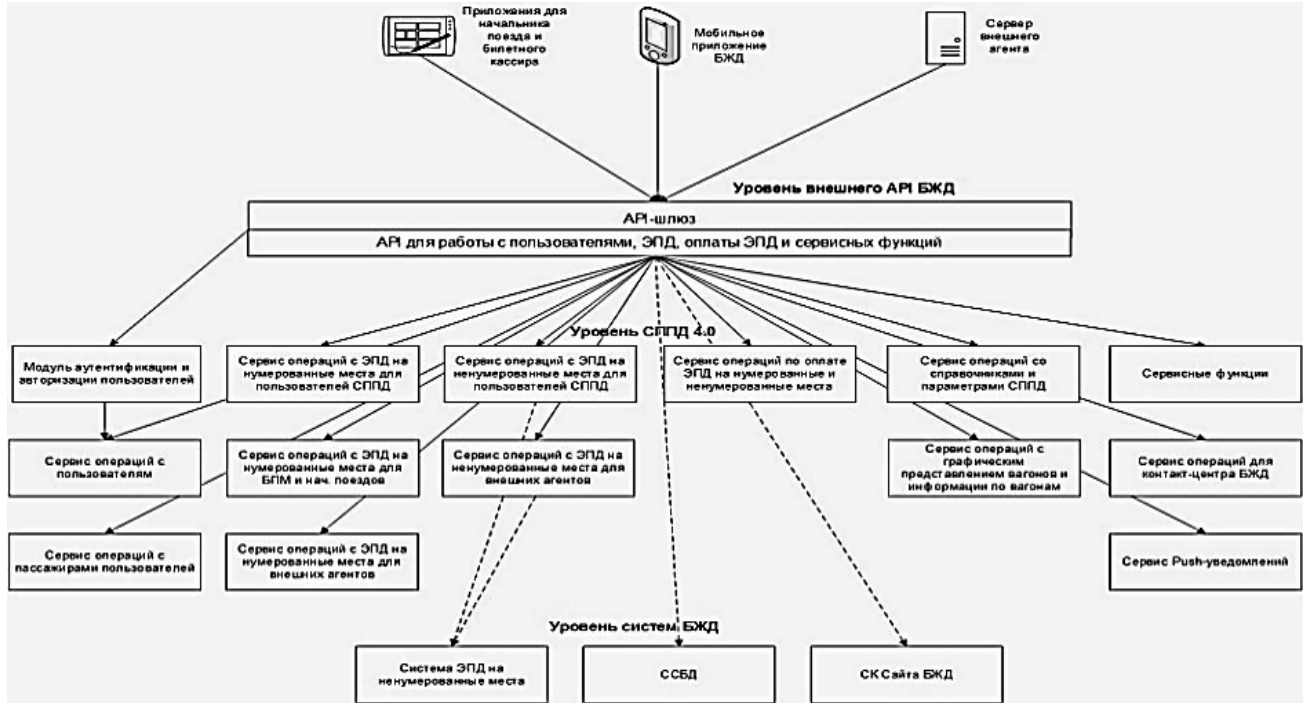 Приложения для
начальника
поезда и
билетного
кассира
Мобильное
приложение
БЖД
Сервер
внешнего
агента
Уровень внешнего API БЖД
API-шлюз
API для работы с пользователями, ЭПД, оплаты ЭПД и сервисных функций
Уровень СППД 4.0
Модуль аутентификации и
авторизации пользователей
Сервис операций с ЭПД на
нумерованные места для
пользователей СППД
Сервис операций с ЭПД на
ненумерованные места для
пользователей СППД
Сервис операций по оплате
ЭПД на нумерованные и
ненумерованные места
Сервис операций со
справочниками и
параметрами СППД
Сервисные функции
Сервис операций с
пользователям
Сервис операций с ЭПД на
нумерованные места для
БПМ и нач. поездов
Сервис операций с ЭПД на
ненумерованные места для
внешних агентов
Сервис операций с
графическим
представлением вагонов и
информации по вагонам
Сервис операций для
контакт-центра БЖД
Сервис операций с
пассажирами пользователей
Сервис операций с ЭПД на
нумерованные места для
внешних агентов
Сервис Push-уведомлений
Уровень систем БЖД
Система ЭПД на
ненумерованные места
ССБД
СК Сайта БЖД